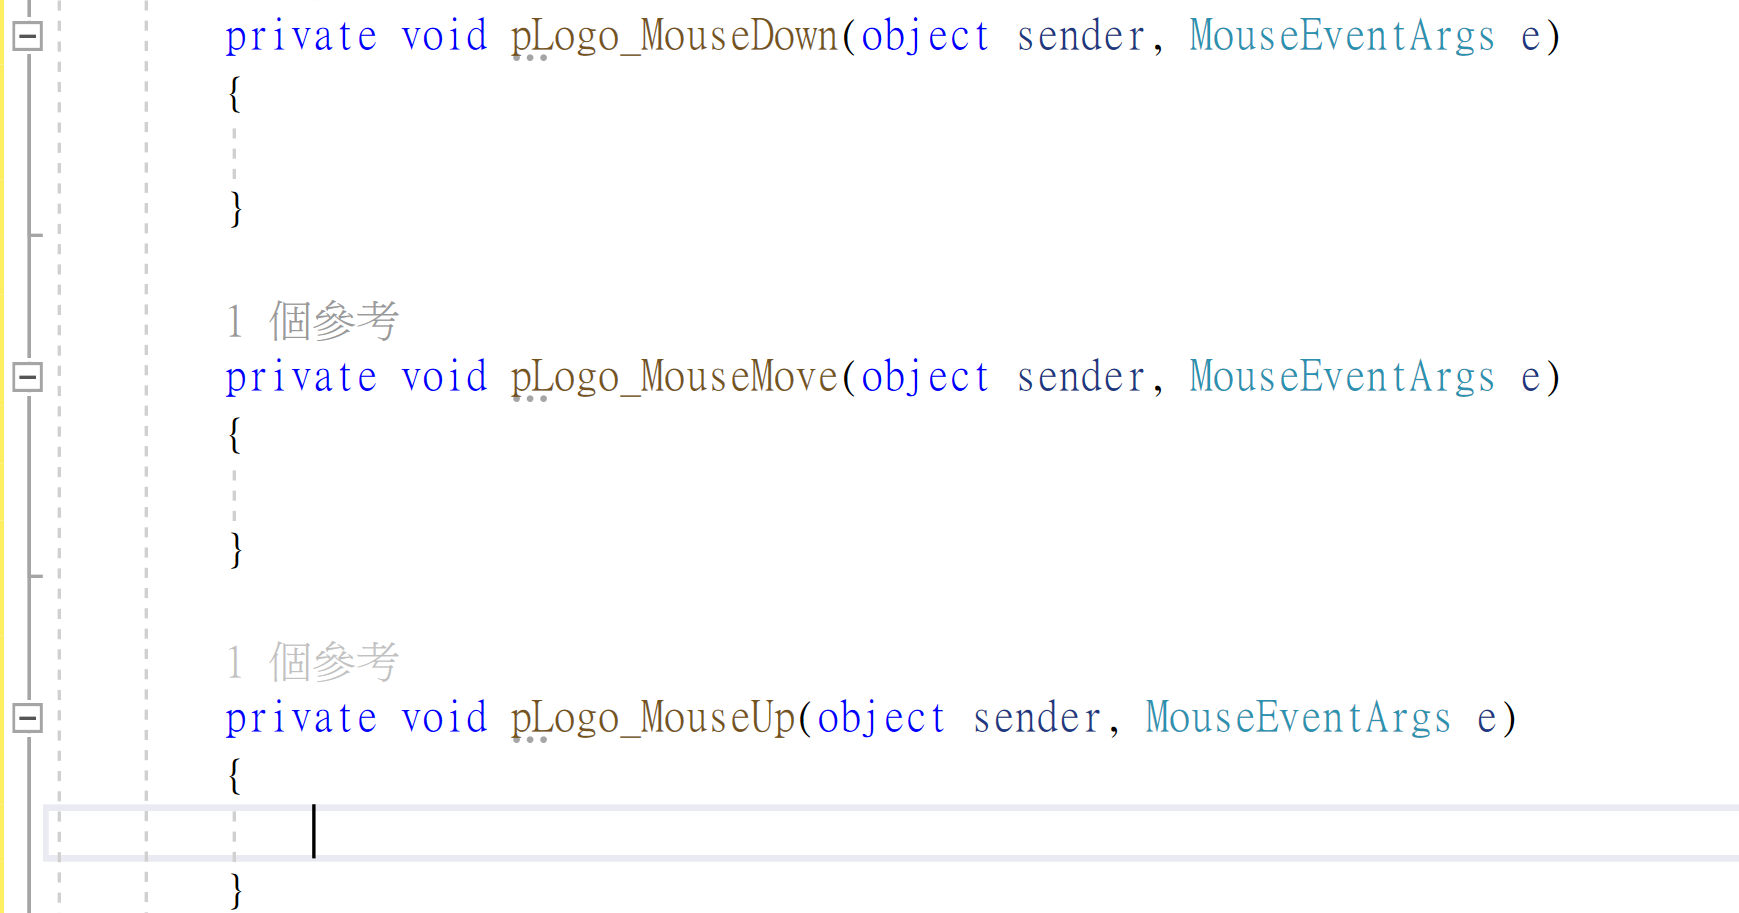 private void pLogo_MouseDown(object sender, MouseEventArgs e)
{
}
1 個參考
private void pLogo_MouseMove(object sender, MouseEventArgs e)
{
}
1 個參考
private void pLogo_MouseUp(object sender, MouseEventArgs e)
{
}